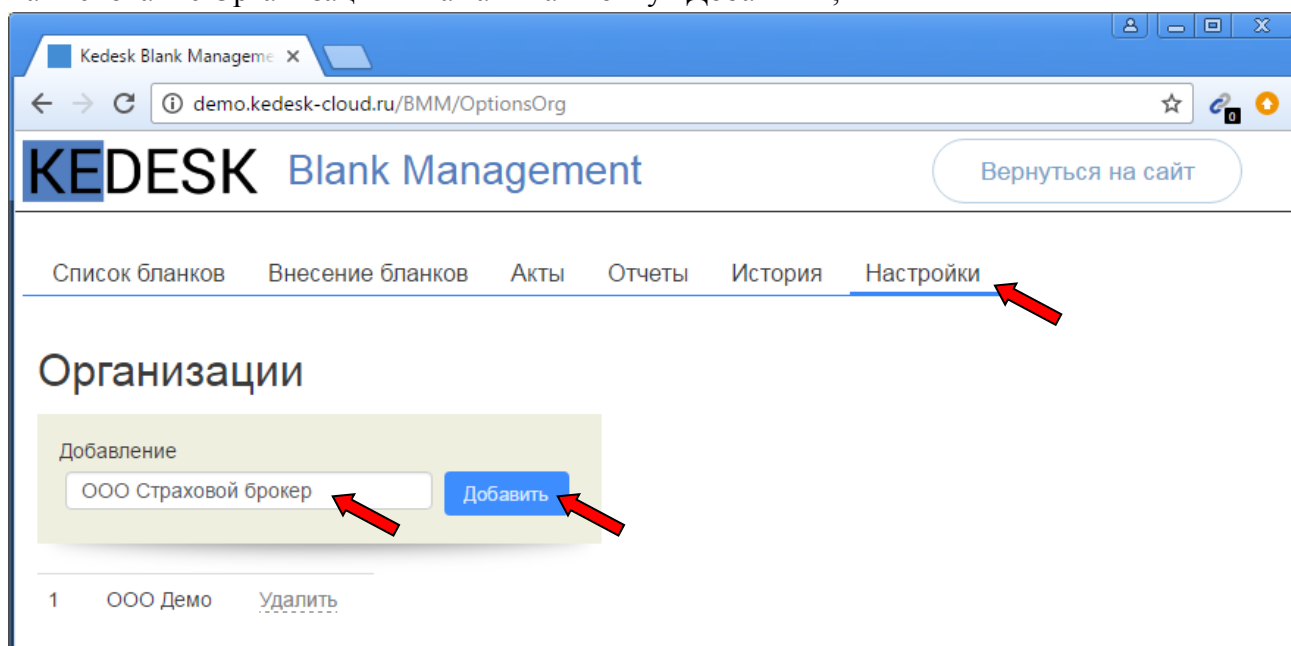 Kedesk Blank Manageme
demo.kedesk-cloud.ru/BMM/OptionsOrg
0
KEDESK Blank Management
Вернуться на сайт
Список бланков Внесение бланков Акты Отчеты История Настройки
Организации
Добавление
ООО Страховой брокер Добавить
1 ООО Демо Удалить